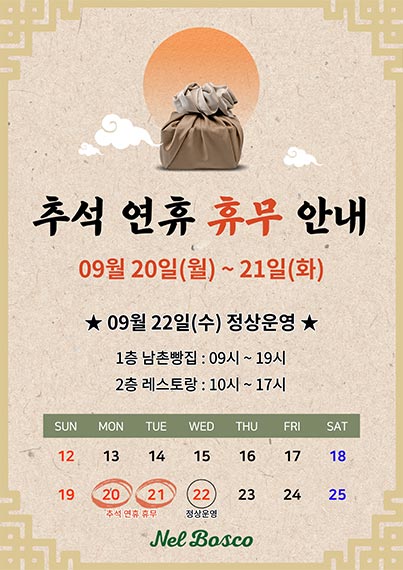 추석 연휴 휴무 안내
09월 20일(월) ~ 21일(화)
★ 09월 22일(수) 정상운영 ★
1층 남촌빵집 : 09시 ~ 19시
2층 레스토랑 : 10시 ~ 17시
SUN MON TUE WED THU FRI SAT
12 13 14 15 16 17 18
19 20 21 22 23 24 25
추석 연휴 휴무 정상운영
Nel Bosco